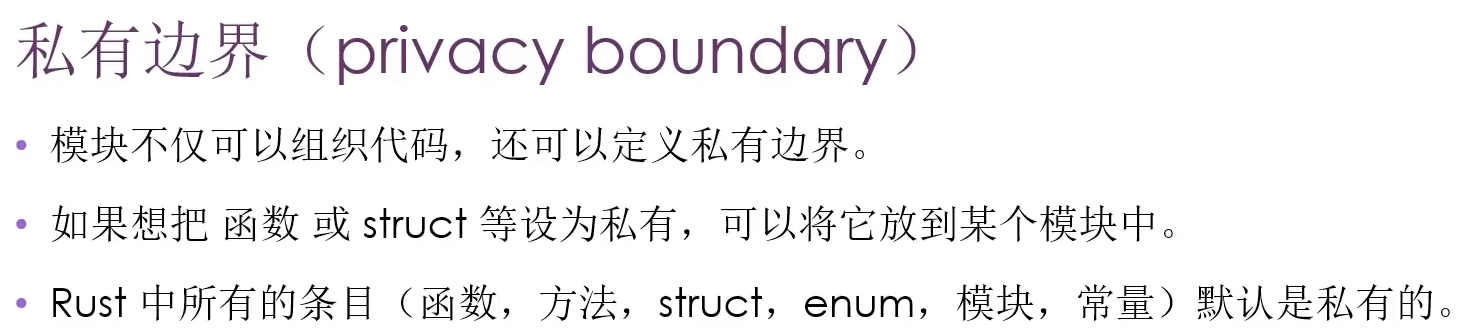 私有边界（privacy boundary）
• 模块不仅可以组织代码，还可以定义私有边界。
• 如果想把 函数 或 struct 等设为私有，可以将它放到某个模块中。
• Rust 中所有的条目（函数，方法，struct，enum，模块，常量）默认是私有的。